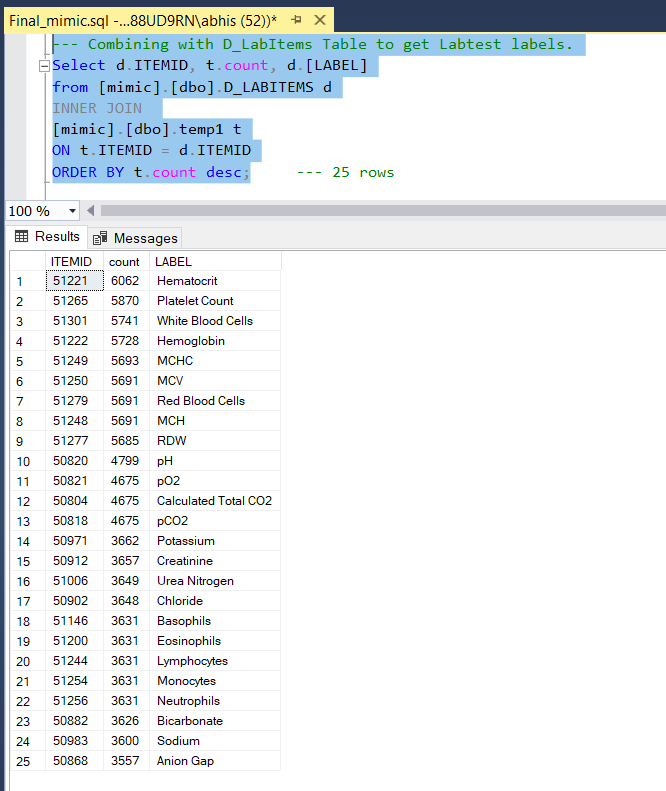 Final_mimic.sql -...88UD9RN\abhis (52))*
--- Combining with D_LabItems Table to get Labtest labels.
Select d.ITEMID, t.count, d.[LABEL]
from [mimic].[dbo].D_LABITEMS d
INNER JOIN
[mimic].[dbo].temp1 t
ON t.ITEMID = d.ITEMID
ORDER BY t.count desc; --- 25 rows
100 %
Results Messages
ITEMID count LABEL
1 51221 6062 Hematocrit
2 51265 5870 Platelet Count
3 51301 5741 White Blood Cells
4 51222 5728 Hemoglobin
5 51249 5693 MCHC
6 51250 5691 MCV
7 51279 5691 Red Blood Cells
8 51248 5691 MCH
9 51277 5685 RDW
10 50820 4799 pH
11 50821 4675 pO2
12 50804 4675 Calculated Total CO2
13 50818 4675 pCO2
14 50971 3662 Potassium
15 50912 3657 Creatinine
16 51006 3649 Urea Nitrogen
17 50902 3648 Chloride
18 51146 3631 Basophils
19 51200 3631 Eosinophils
20 51244 3631 Lymphocytes
21 51254 3631 Monocytes
22 51256 3631 Neutrophils
23 50882 3626 Bicarbonate
24 50983 3600 Sodium
25 50868 3557 Anion Gap